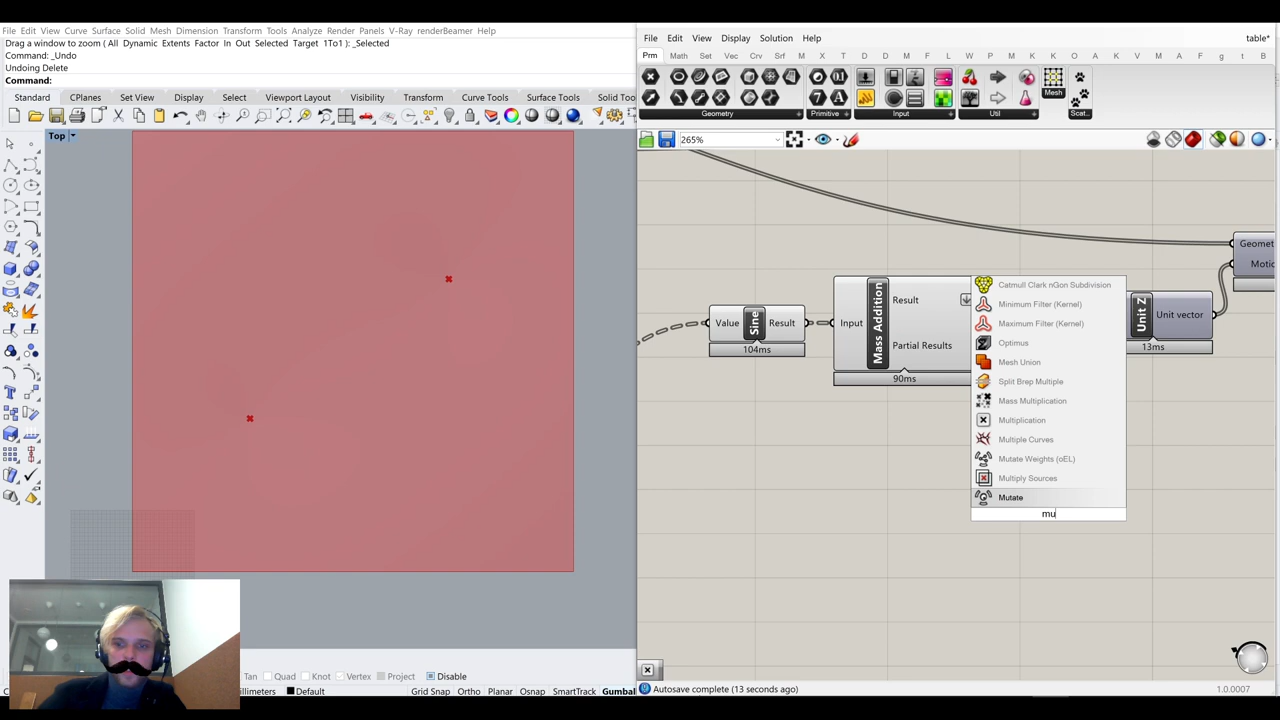 File Edit View Curve Surface Solid Mesh Dimension Transform Tools Analyze Render Panels V-Ray renderBeamer Help
Drag a window to zoom ( All Dynamic Extents Factor In Out Selected Target 1To1 ): _Selected
Command: _Undo
Undoing Delete
Command:
Standard CPlanes Set View Display Select Viewport Layout Visibility Transform Curve Tools Surface Tools Solid Too
Top
Tan Quad Knot Vertex Project Disable
illimeters Default Grid Snap Ortho Planar Osnap SmartTrack Gumball
File Edit View Display Solution Help table*
Prm Math Set Vec Crv Srf M X T D D W F L O W P M K K O A K M F g t B
Mesh
Scat...
Geometry Primitive Input Util
265%
Geomet
Motic
Value Sine Result
104ms
Input Mass Addition Result
Partial Results
90ms
Unit Z Unit vector
13ms
Catmull Clark nGon Subdivision
Minimum Filter (Kernel)
Maximum Filter (Kernel)
Optimus
Mesh Union
Split Brep Multiple
Mass Multiplication
Multiplication
Multiple Curves
Mutate Weights (oEL)
Multiply Sources
Mutate
mu
Autosave complete (13 seconds ago) 1.0.0007